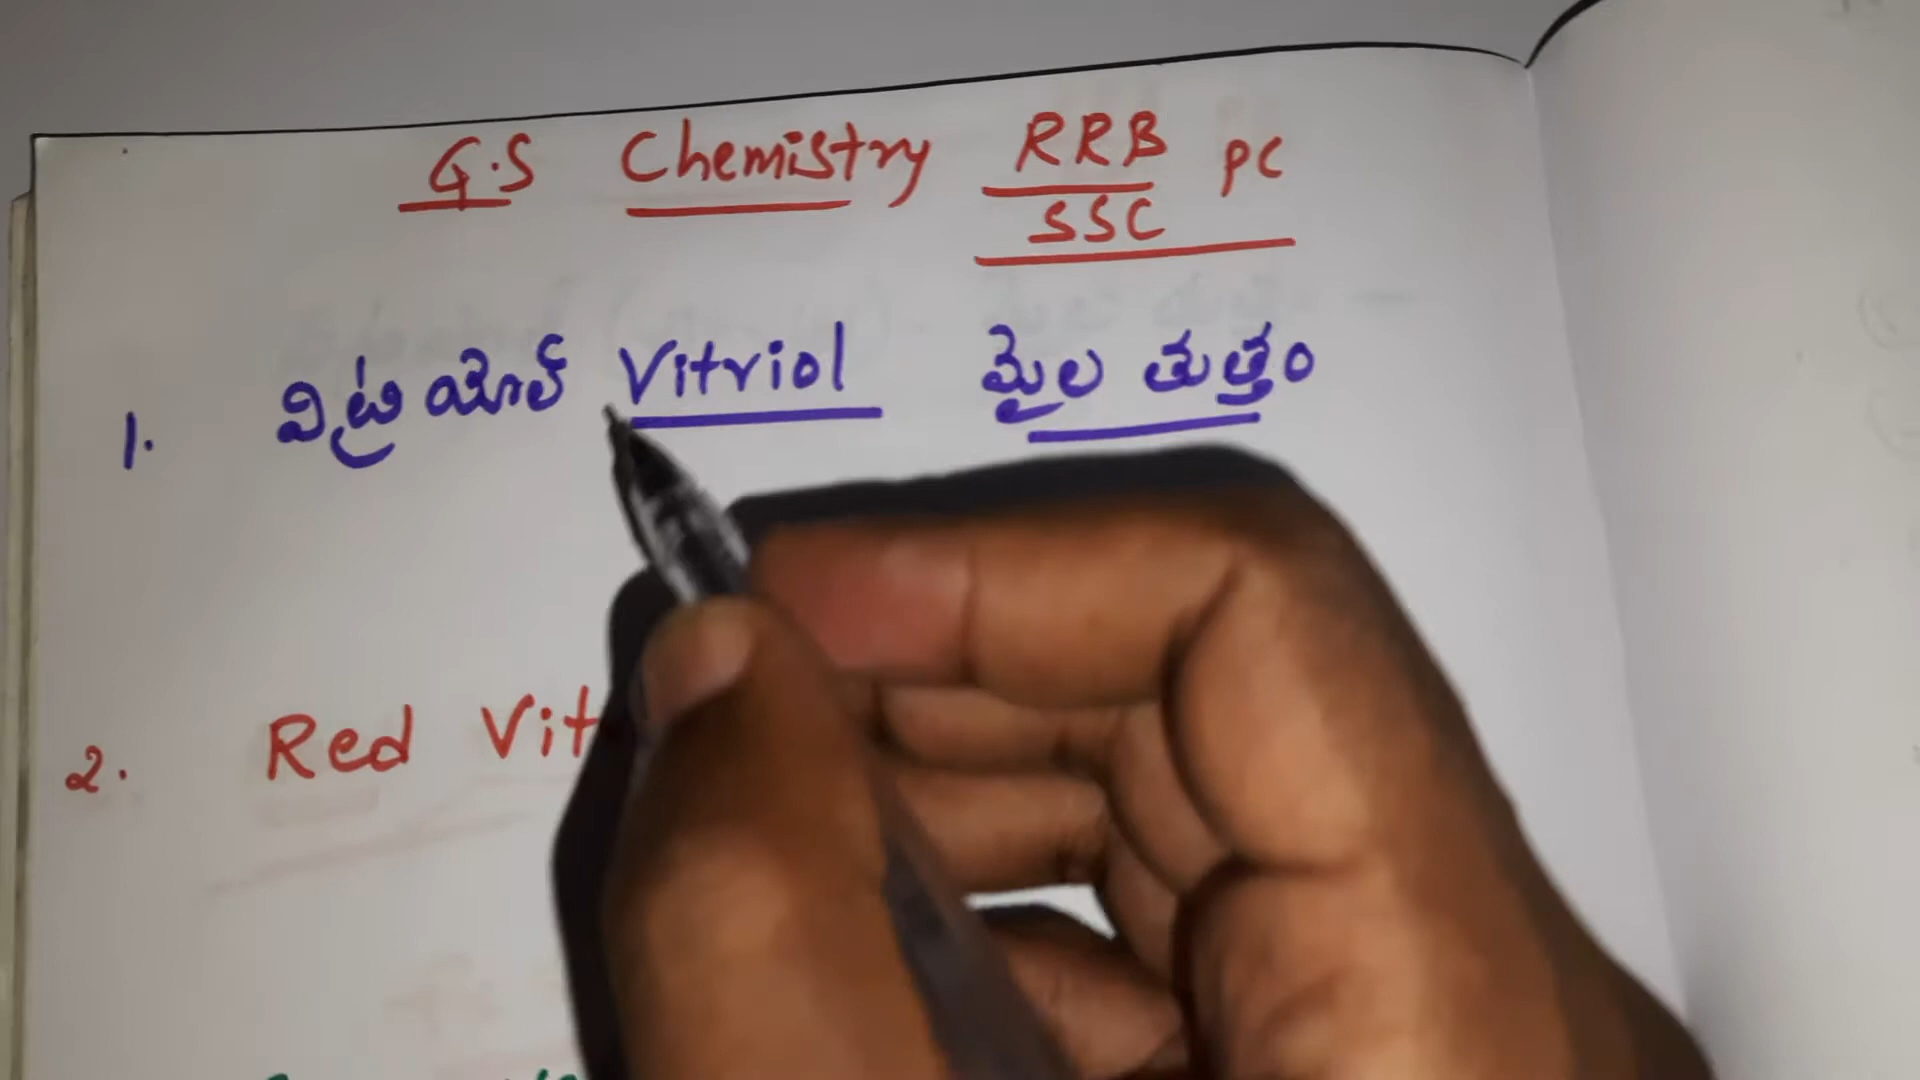 G.S Chemistry RRB PC
SSC
1. విట్రియోల్ Vitriol మైల తుత్తం
2. Red Vit